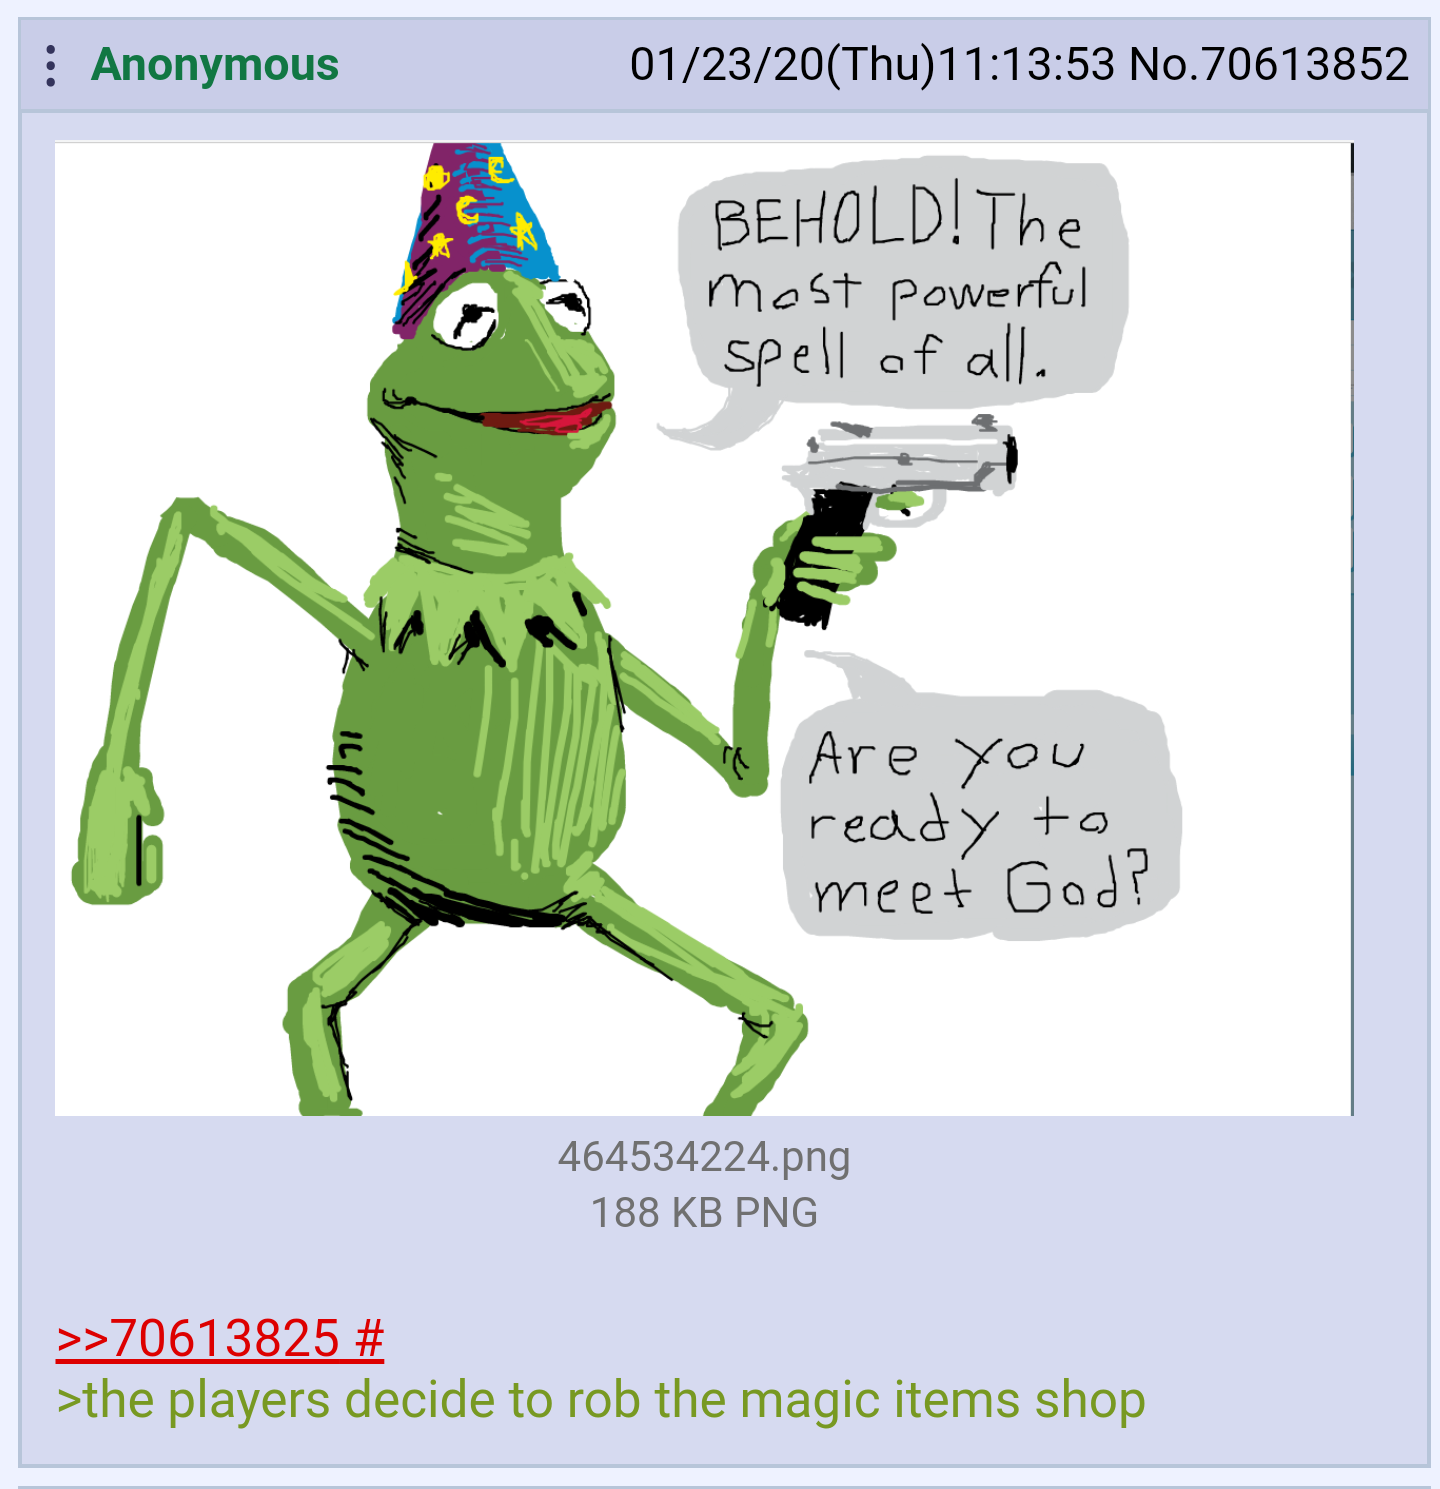 Anonymous 01/23/20(Thu)11:13:53 No.70613852
BEHOLD! The
most powerful
spell of all.
Are you
ready to
meet God?
464534224.png
188 KB PNG
>>70613825 #
>the players decide to rob the magic items shop